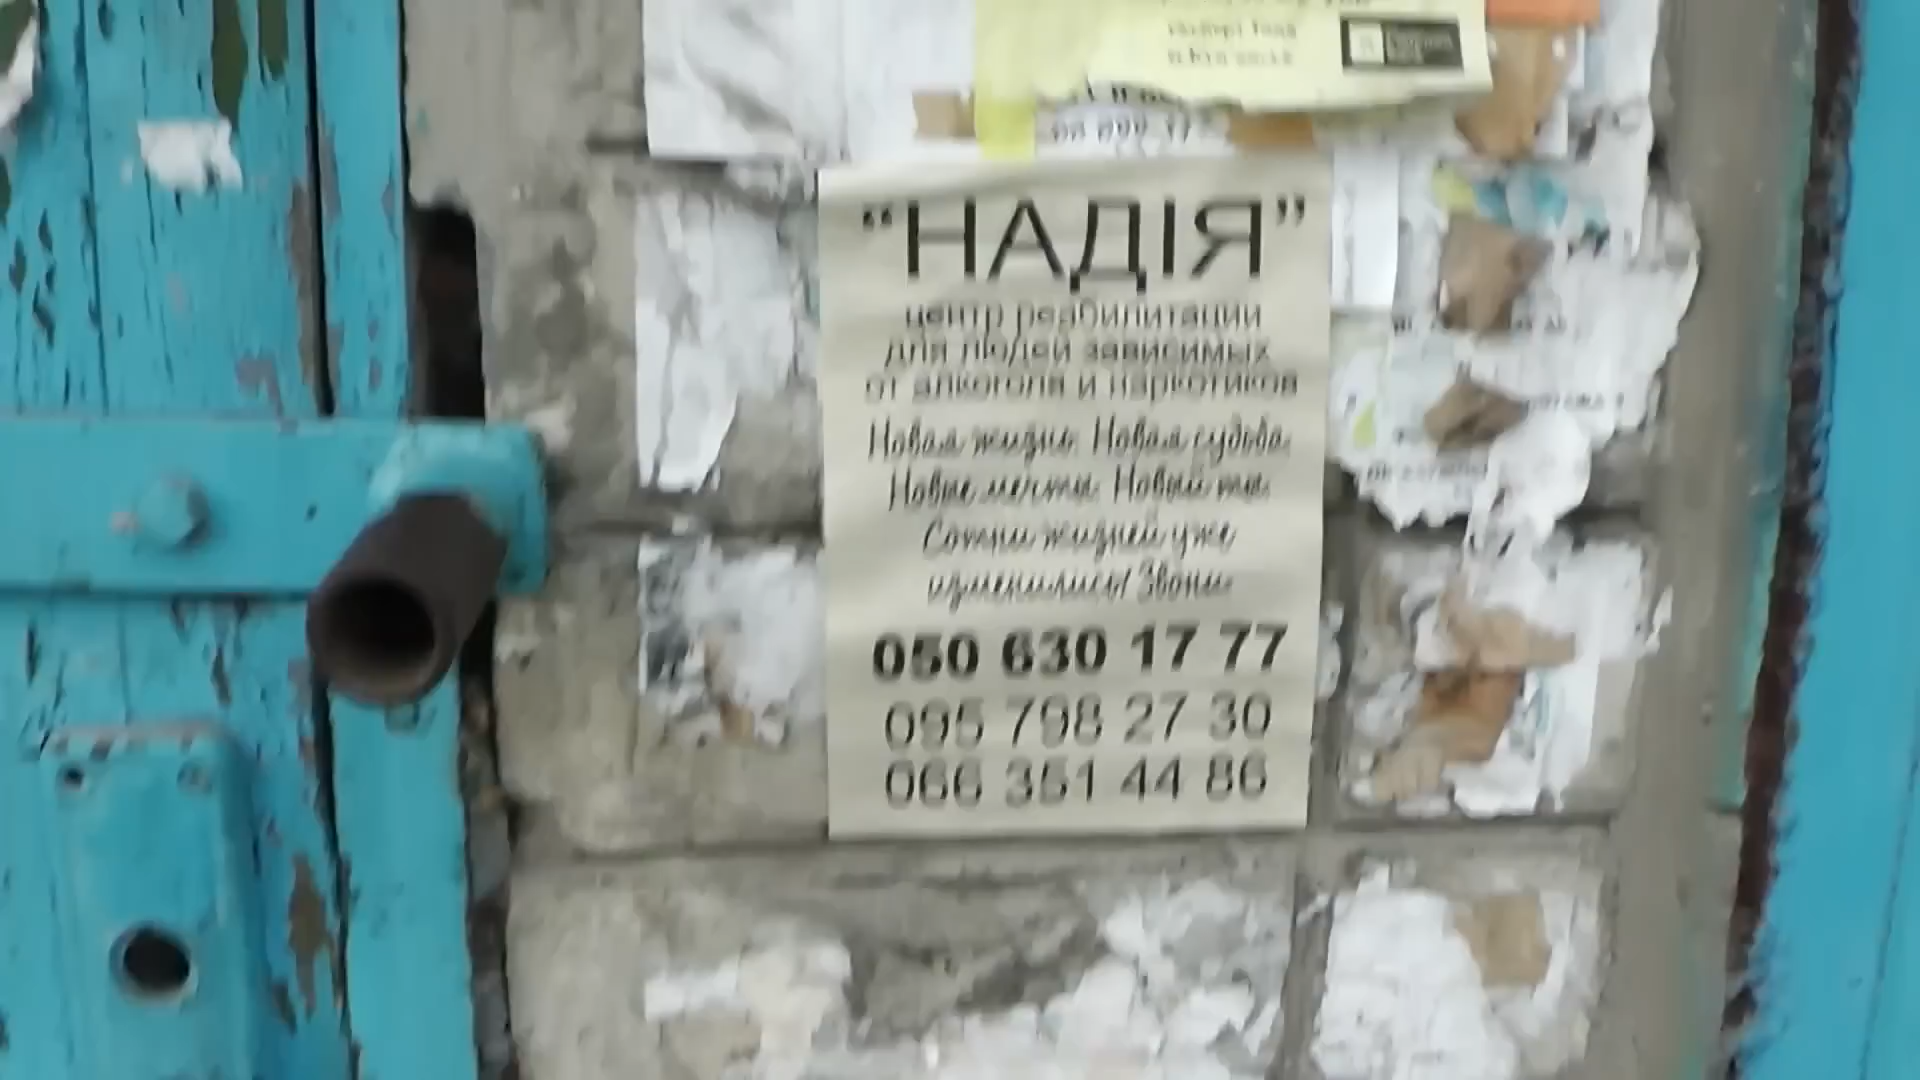 "НАДІЯ"
центр реабилитации
для людей зависимых
от алкоголя и наркотиков
Новая жизнь. Новая судьба.
Новые мечты. Новый ты.
Сотни жизней уже
изменились! Звони.
050 630 17 77
095 798 27 30
066 351 44 86